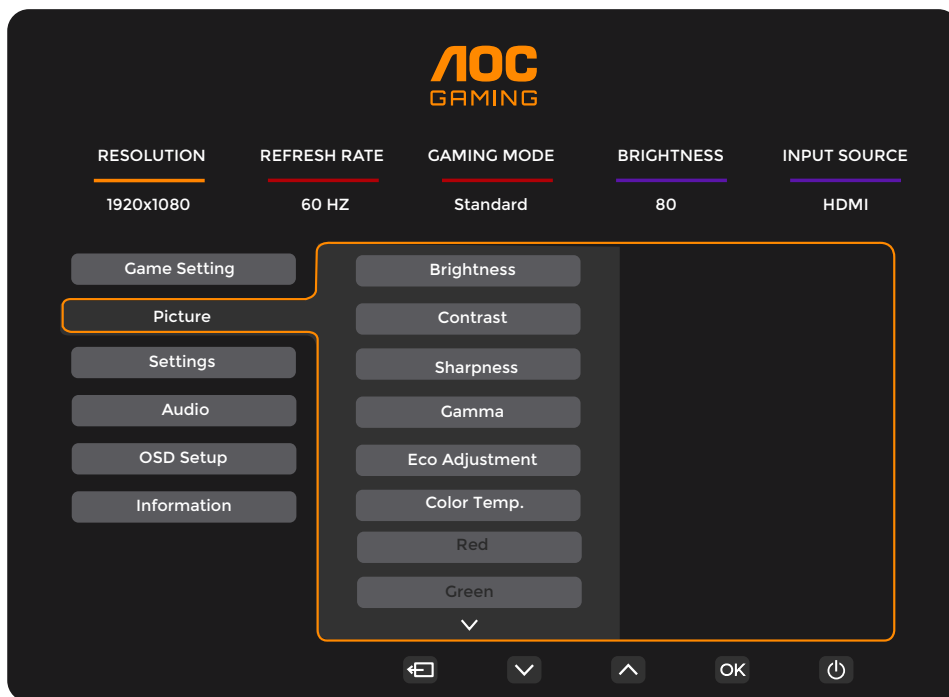 AOC
GAMING
RESOLUTION REFRESH RATE GAMING MODE BRIGHTNESS INPUT SOURCE
1920x1080 60 HZ Standard 80 HDMI
Game Setting
Picture
Settings
Audio
OSD Setup
Information
Brightness
Contrast
Sharpness
Gamma
Eco Adjustment
Color Temp.
Red
Green
OK